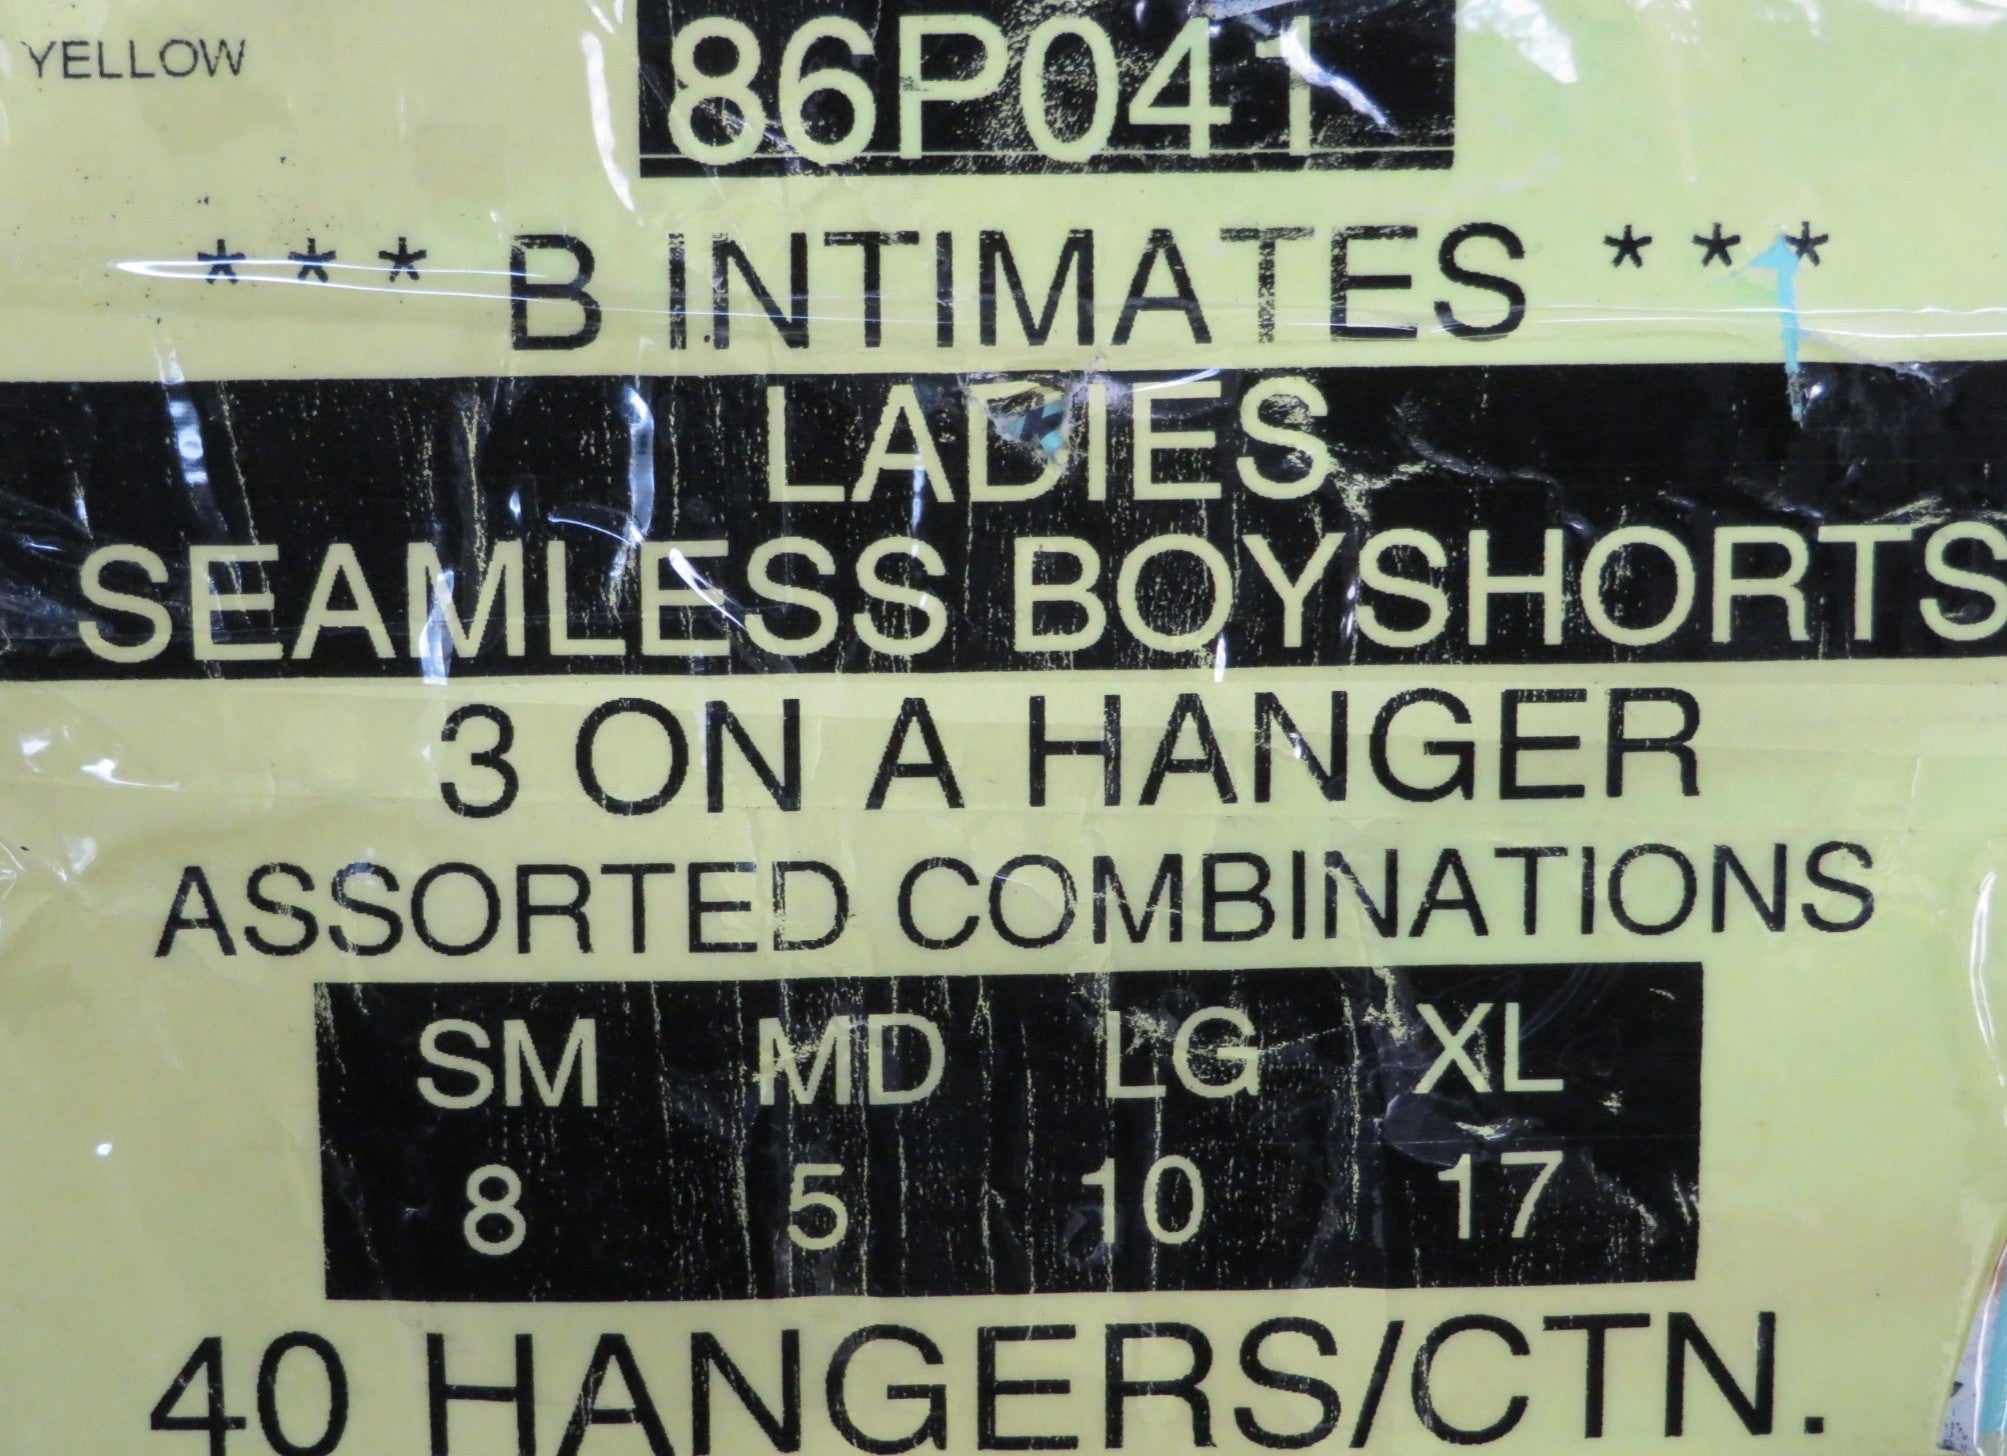 YELLOW
86P041
*** B INTIMATES ***
LADIES
SEAMLESS BOYSHORTS
3 ON A HANGER
ASSORTED COMBINATIONS
SM MD LG XL
8 5 10 17
40 HANGERS/CTN.